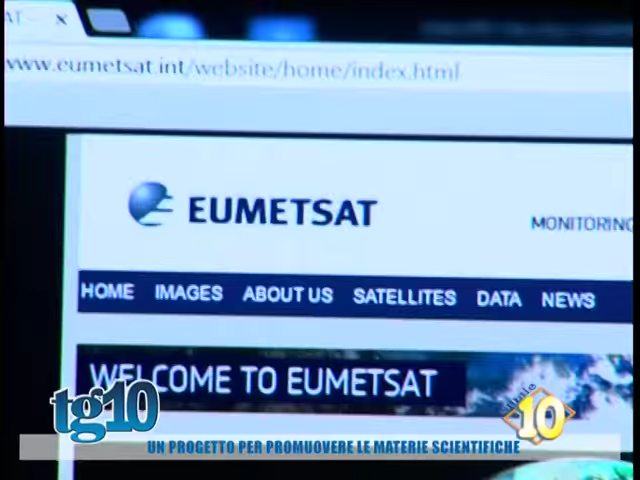 www.eumetsat.int/website/home/index.html
EUMETSAT
MONITORING
HOME IMAGES ABOUT US SATELLITES DATA NEWS
WELCOME TO EUMETSAT
tg10
canale 10
UN PROGETTO PER PROMUOVERE LE MATERIE SCIENTIFICHE